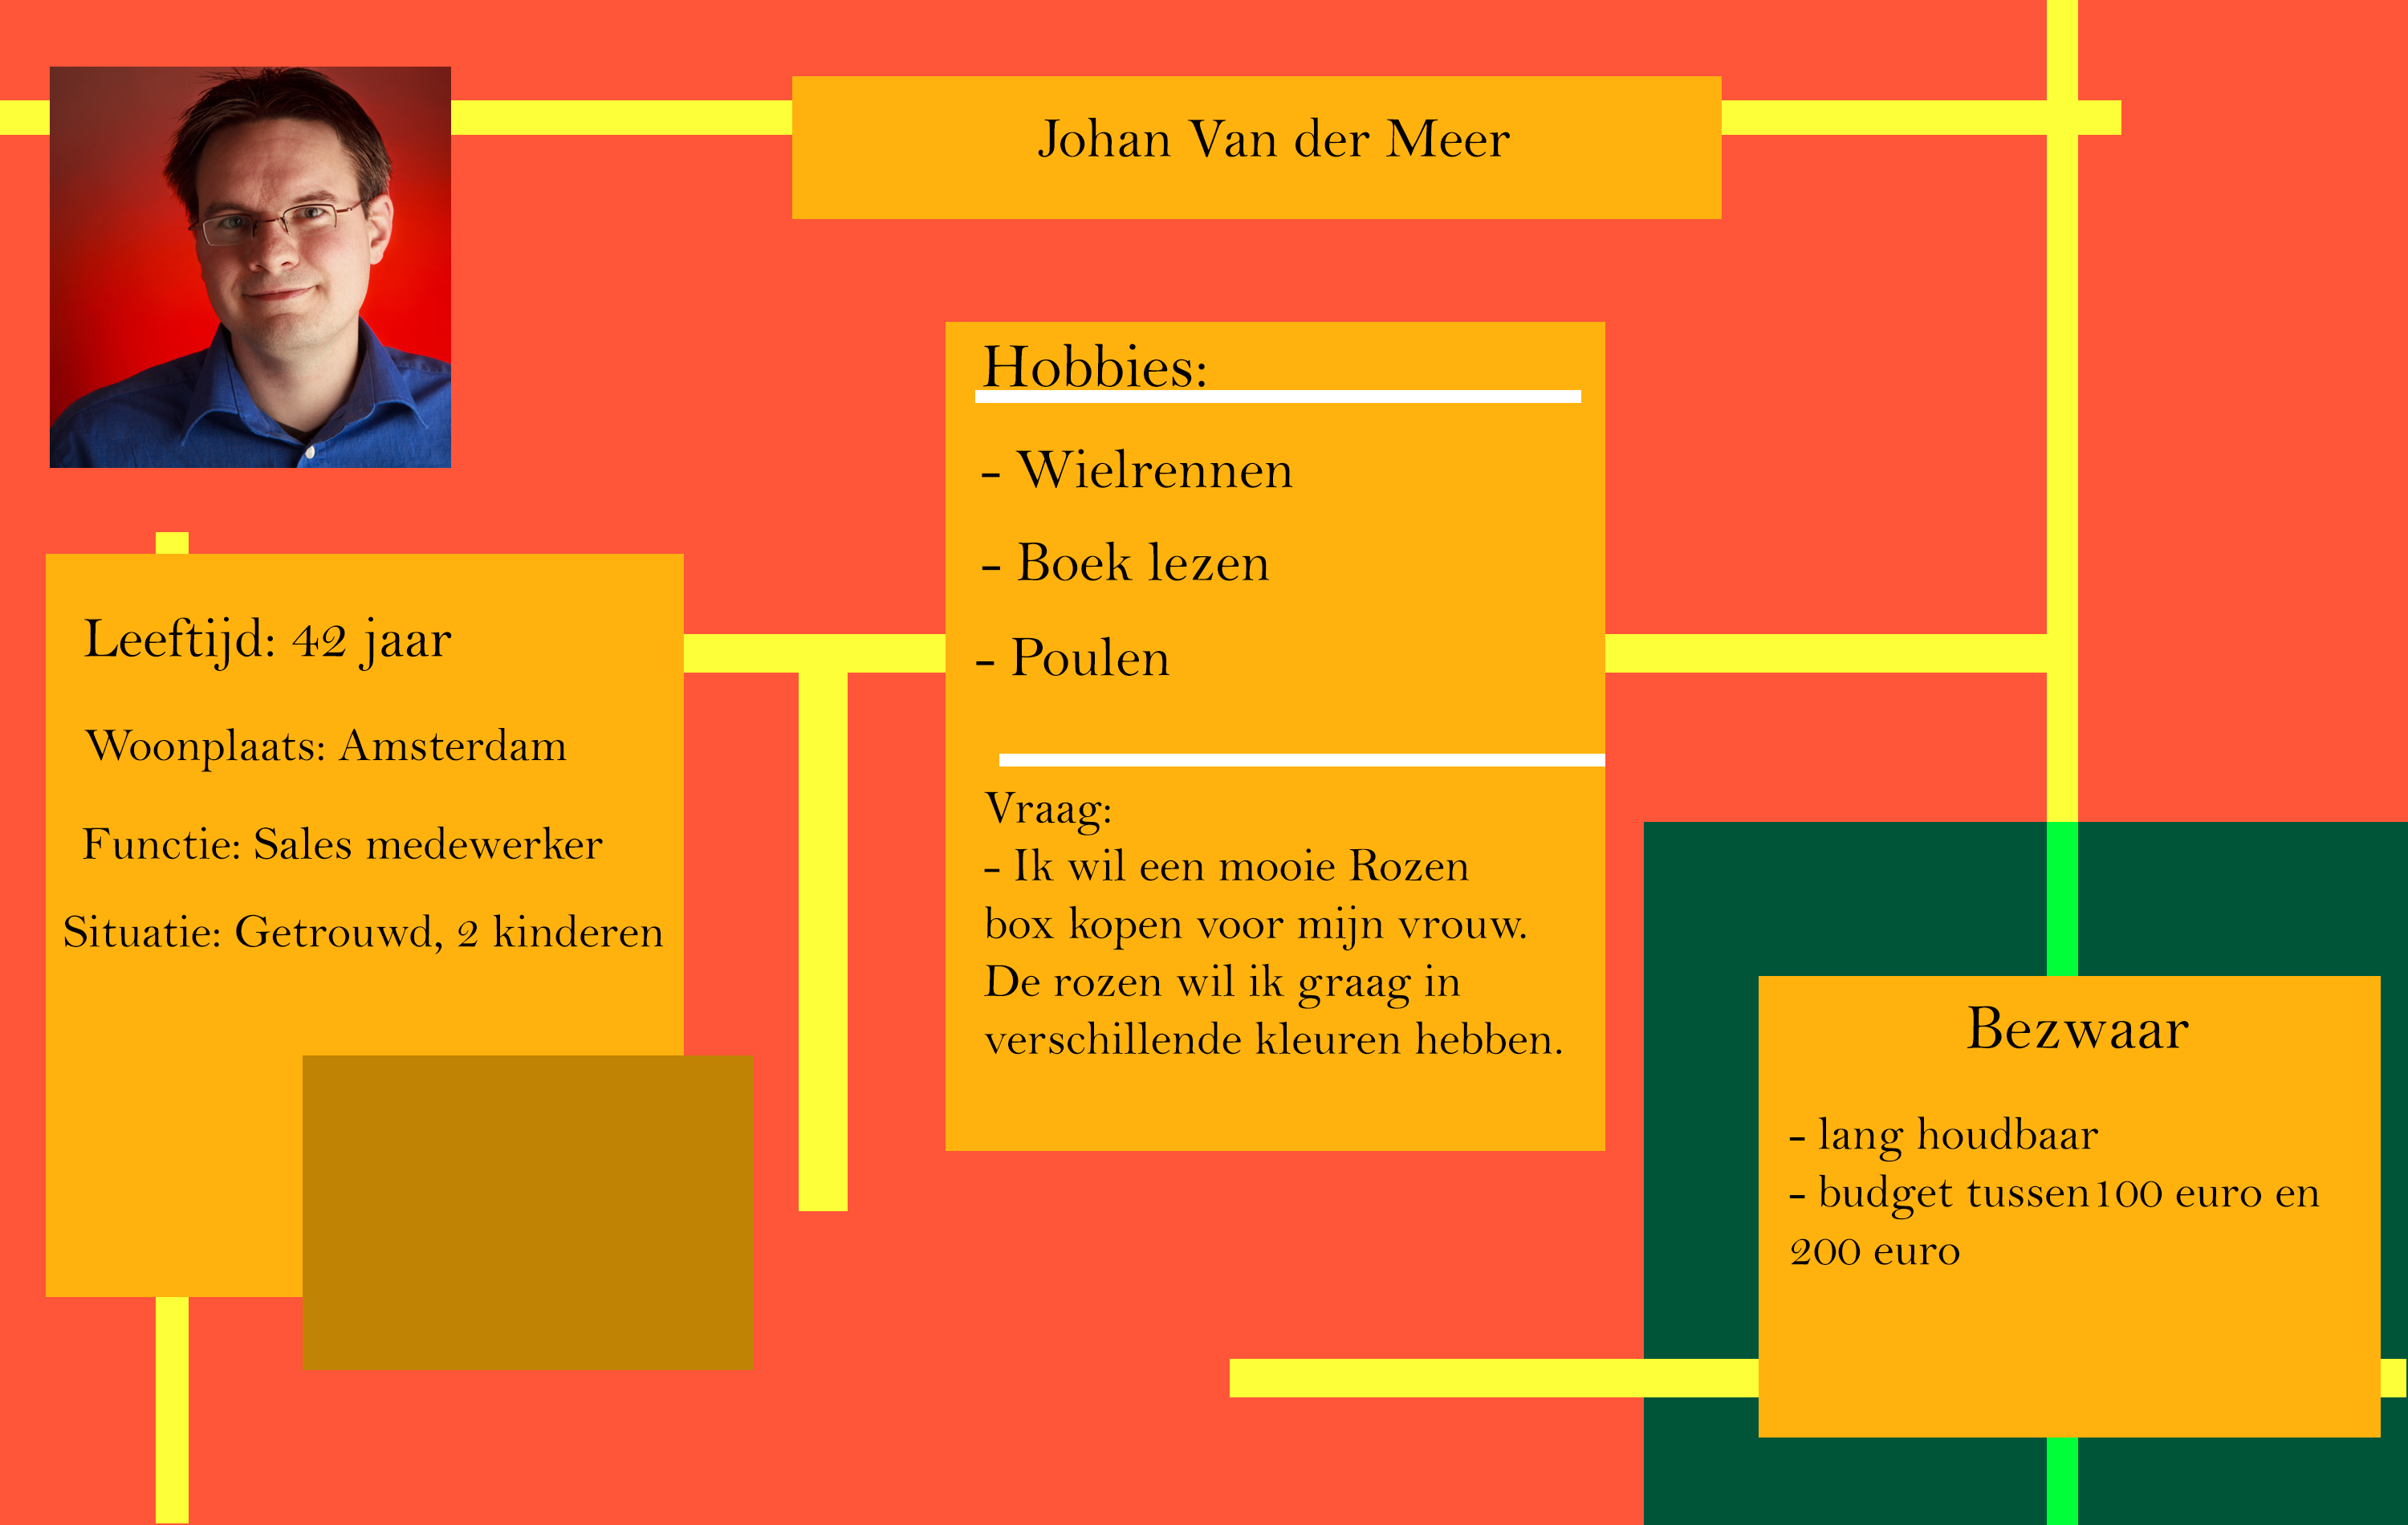 Johan Van der Meer
Hobbies:
- Wielrennen
- Boek lezen
- Poulen
Vraag:
- Ik wil een mooie Rozen
box kopen voor mijn vrouw.
De rozen wil ik graag in
verschillende kleuren hebben.
Leeftijd: 42 jaar
Woonplaats: Amsterdam
Functie: Sales medewerker
Situatie: Getrouwd, 2 kinderen
Bezwaar
- lang houdbaar
- budget tussen100 euro en
200 euro